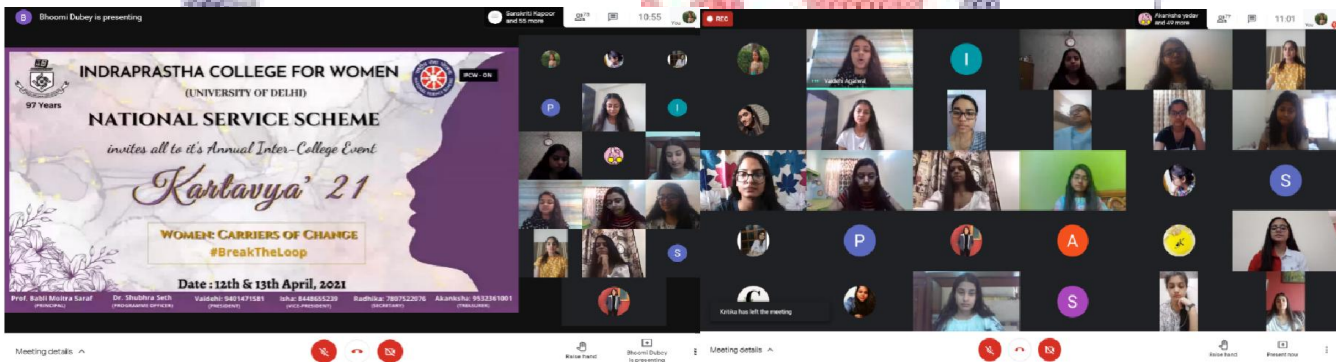 B Bhoomi Dubey is presenting
Sanskriti Kapoor
and 55 more
10:55
You
97 Years
INDRAPRASTHA COLLEGE FOR WOMEN
(UNIVERSITY OF DELHI)
NATIONAL SERVICE SCHEME
invites all to it's Annual Inter-College Event
Kartavya' 21
WOMEN: CARRIERS OF CHANGE
#BreakTheLoop
Date : 12th & 13th April, 2021
Prof. Babli Moitra Saraf
(PRINCIPAL)
Dr. Shubhra Seth
(PROGRAMME OFFICER)
Vaidehi: 9401471581
(PRESIDENT)
Isha: 8448655239
(VICE-PRESIDENT)
Radhika: 7897522076
(SECRETARY)
Akanksha: 9532361001
(TREASURER)
P
I
S
Meeting details
Raise hand
Bhoomi Dubey
is presenting
REC
Akanksha yadav
and 49 more
11:01
You
Vaidehi Agarwal
I
S
P
A
S
Kritika has left the meeting
Meeting details
Raise hand
Present now